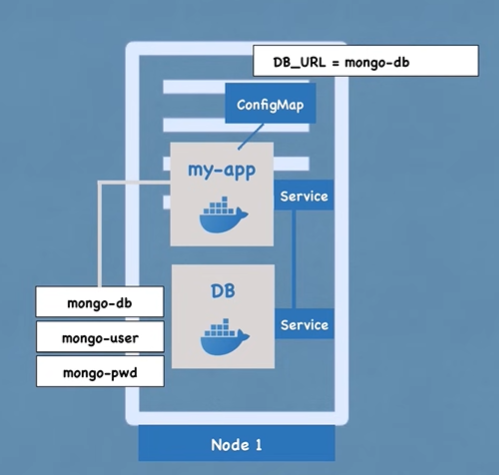 DB_URL = mongo-db
ConfigMap
my-app
Service
DB
Service
mongo-db
mongo-user
mongo-pwd
Node 1